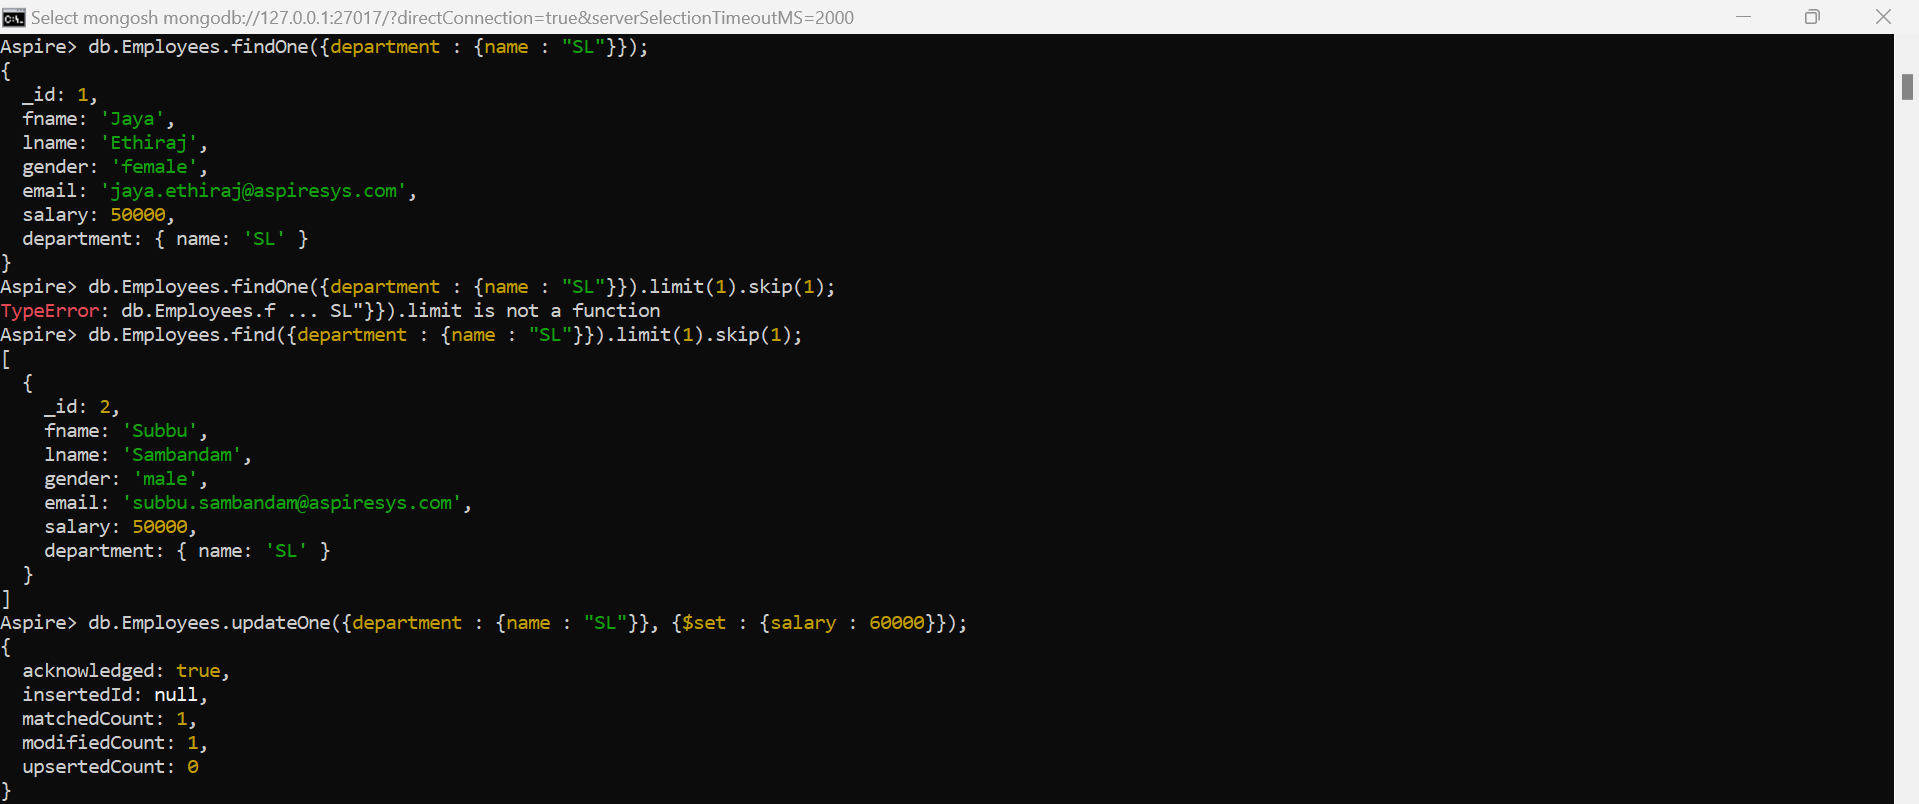 Select mongosh mongodb://127.0.0.1:27017/?directConnection=true&serverSelectionTimeoutMS=2000
Aspire> db.Employees.findOne({department : {name : "SL"}});
{
  _id: 1,
  fname: 'Jaya',
  lname: 'Ethiraj',
  gender: 'female',
  email: 'jaya.ethiraj@aspiresys.com',
  salary: 50000,
  department: { name: 'SL' }
}
Aspire> db.Employees.findOne({department : {name : "SL"}}).limit(1).skip(1);
TypeError: db.Employees.f ... SL"}}).limit is not a function
Aspire> db.Employees.find({department : {name : "SL"}}).limit(1).skip(1);
[
  {
    _id: 2,
    fname: 'Subbu',
    lname: 'Sambandam',
    gender: 'male',
    email: 'subbu.sambandam@aspiresys.com',
    salary: 50000,
    department: { name: 'SL' }
  }
]
Aspire> db.Employees.updateOne({department : {name : "SL"}}, {$set : {salary : 60000}});
{
  acknowledged: true,
  insertedId: null,
  matchedCount: 1,
  modifiedCount: 1,
  upsertedCount: 0
}